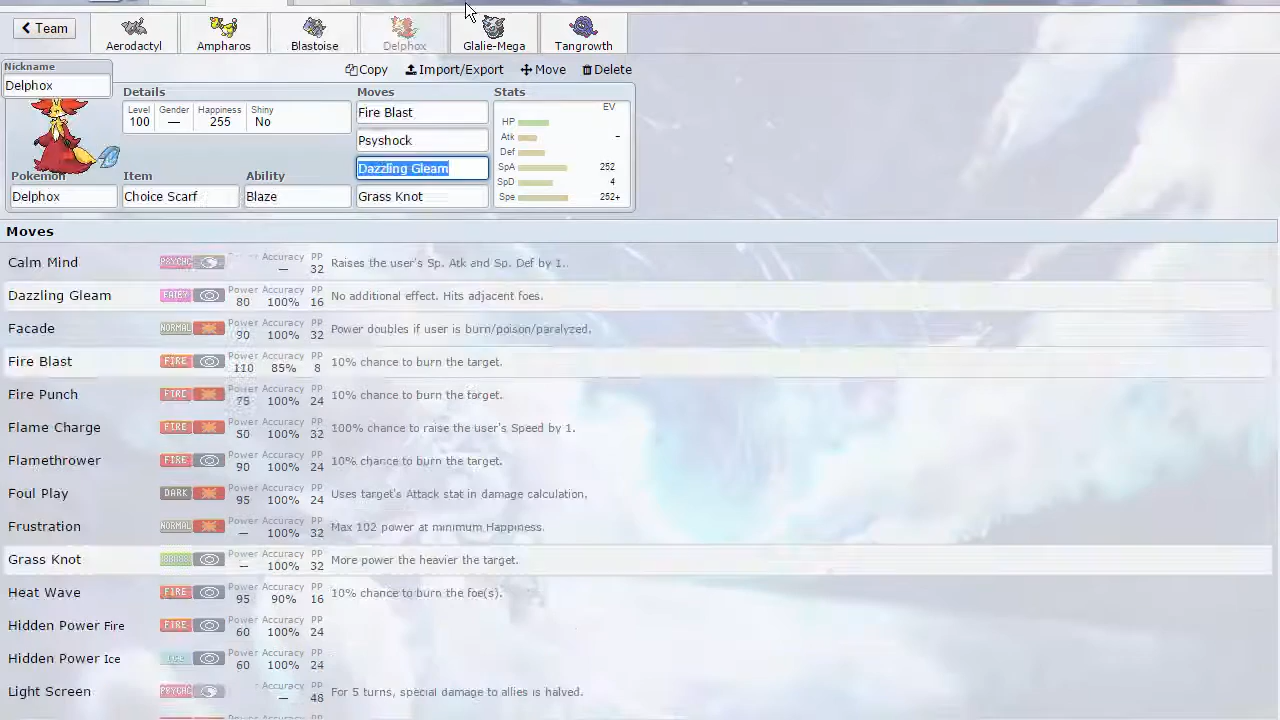 Team
Aerodactyl
Ampharos
Blastoise
Delphox
Glalie-Mega
Tangrowth
Nickname
Delphox
Copy
Import/Export
Move
Delete
Details
Level Gender Happiness Shiny
100 — 255 No
Pokemon
Delphox
Item
Choice Scarf
Ability
Blaze
Moves
Fire Blast
Psyshock
Dazzling Gleam
Grass Knot
Stats
EV
HP
Atk –
Def
SpA 252
SpD 4
Spe 252+
Moves
Calm Mind PSYCHC Power — Accuracy PP 32 Raises the user's Sp. Atk and Sp. Def by 1.
Dazzling Gleam FAIRY Power 80 Accuracy 100% PP 16 No additional effect. Hits adjacent foes.
Facade NORMAL Power 90 Accuracy 100% PP 32 Power doubles if user is burn/poison/paralyzed.
Fire Blast FIRE Power 110 Accuracy 85% PP 8 10% chance to burn the target.
Fire Punch FIRE Power 75 Accuracy 100% PP 24 10% chance to burn the target.
Flame Charge FIRE Power 50 Accuracy 100% PP 32 100% chance to raise the user's Speed by 1.
Flamethrower FIRE Power 90 Accuracy 100% PP 24 10% chance to burn the target.
Foul Play DARK Power 95 Accuracy 100% PP 24 Uses target's Attack stat in damage calculation.
Frustration NORMAL Power — Accuracy 100% PP 32 Max 102 power at minimum Happiness.
Grass Knot GRASS Power — Accuracy 100% PP 32 More power the heavier the target.
Heat Wave FIRE Power 95 Accuracy 90% PP 16 10% chance to burn the foe(s).
Hidden Power Fire FIRE Power 60 Accuracy 100% PP 24
Hidden Power Ice ICE Power 60 Accuracy 100% PP 24
Light Screen PSYCHC Accuracy — PP 48 For 5 turns, special damage to allies is halved.